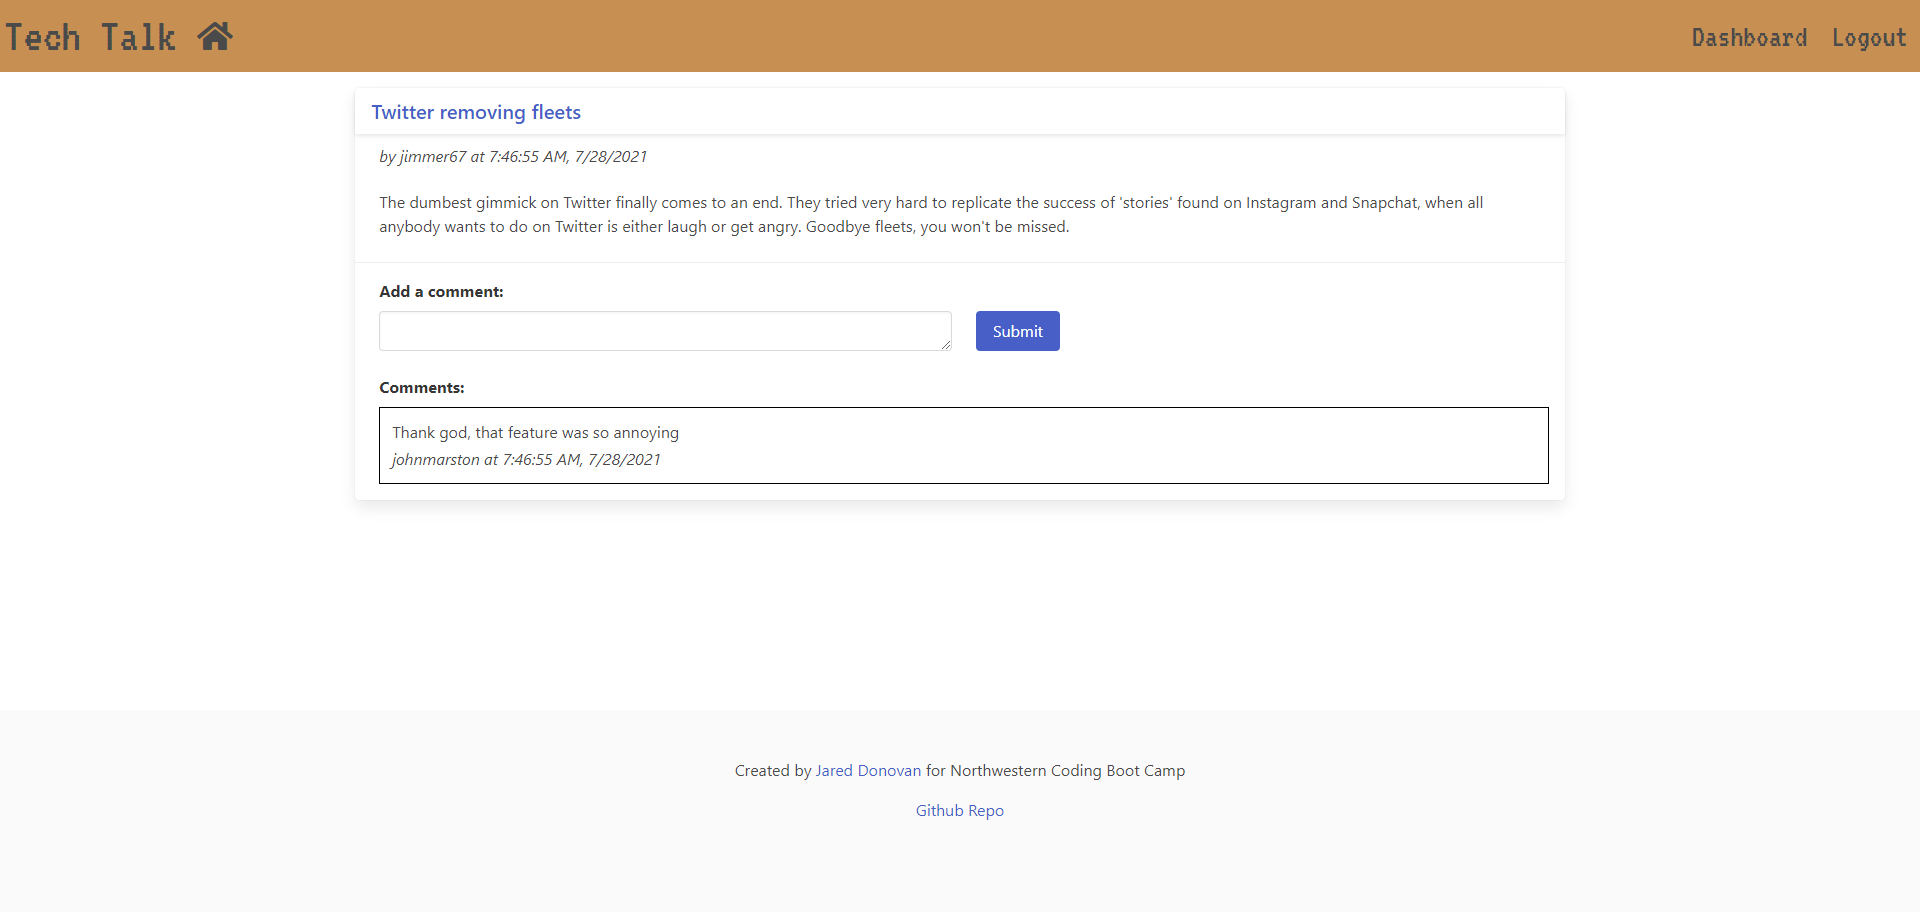 Tech Talk
Dashboard Logout
Twitter removing fleets
by jimmer67 at 7:46:55 AM, 7/28/2021
The dumbest gimmick on Twitter finally comes to an end. They tried very hard to replicate the success of 'stories' found on Instagram and Snapchat, when all
anybody wants to do on Twitter is either laugh or get angry. Goodbye fleets, you won't be missed.
Add a comment:
Submit
Comments:
Thank god, that feature was so annoying
johnmarston at 7:46:55 AM, 7/28/2021
Created by Jared Donovan for Northwestern Coding Boot Camp
Github Repo